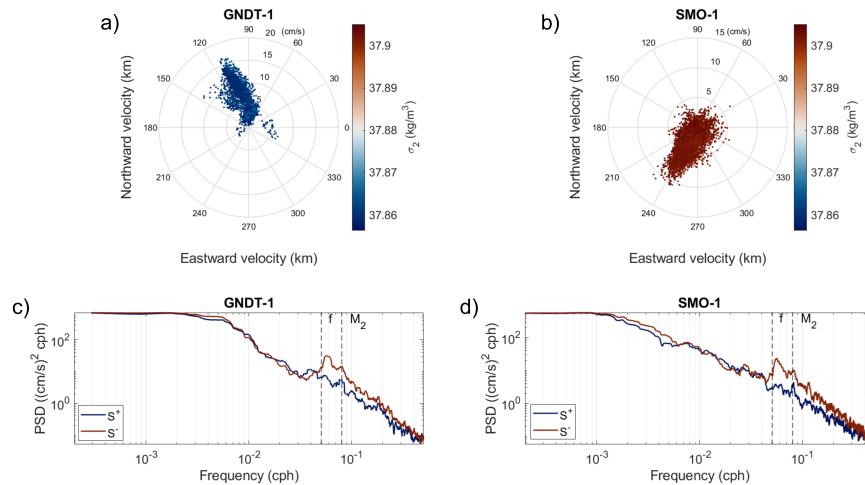 a)
GNDT-1
90
20 (cm/s)
120
60
15
10
150
30
5
180
0
210
330
240
300
270
Northward velocity (km)
Eastward velocity (km)
37.9
37.89
37.88
37.87
37.86
σ2 (kg/m3)
b)
SMO-1
90
15 (cm/s)
120
60
10
150
30
5
180
0
210
330
240
300
270
Northward velocity (km)
Eastward velocity (km)
37.9
37.89
37.88
37.87
37.86
σ2 (kg/m3)
c)
GNDT-1
f
M2
10²
10⁰
PSD ((cm/s)² cph)
S⁺
S⁻
10⁻³
10⁻²
10⁻¹
Frequency (cph)
d)
SMO-1
f
M2
10²
10⁰
PSD ((cm/s)² cph)
S⁺
S⁻
10⁻³
10⁻²
10⁻¹
Frequency (cph)